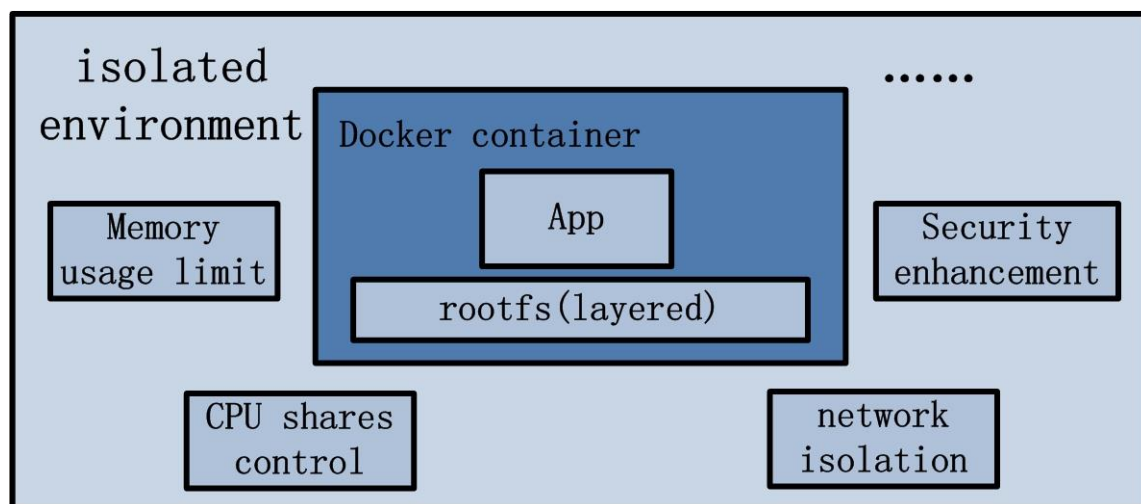 isolated
environment
……
Docker container
App
rootfs(layered)
Memory
usage limit
Security
enhancement
CPU shares
control
network
isolation